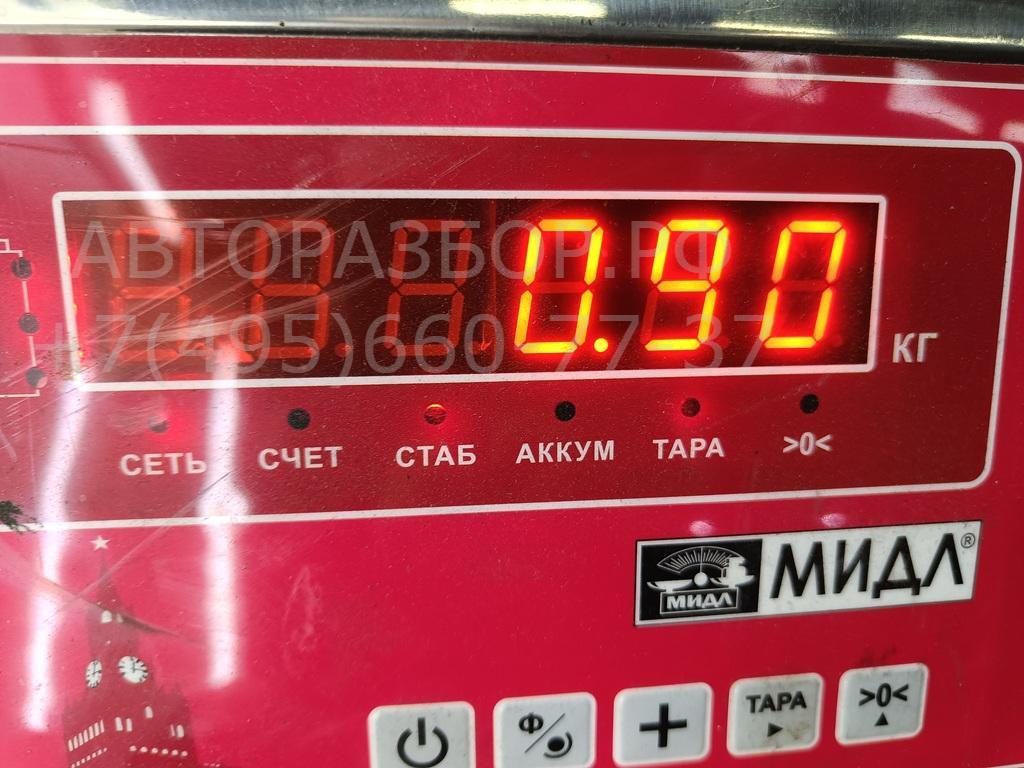 АВТОРАЗБОР.РФ
+7(495)660-77-37
0.90
КГ
СЕТЬ СЧЕТ СТАБ АККУМ ТАРА >0<
МИДЛ МИДЛ®
Ф ТАРА >0<